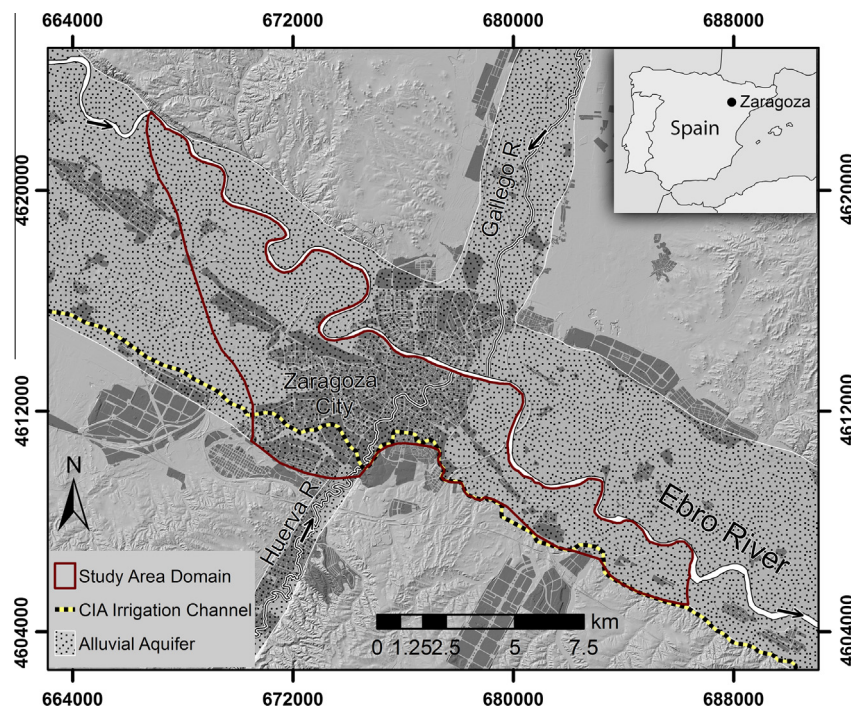 664000 672000 680000 688000
4620000
4620000
Zaragoza
Spain
Gallego R.
Zaragoza
City
4612000
4612000
N
Huerva R.
Ebro River
Study Area Domain
CIA Irrigation Channel
Alluvial Aquifer
km
0 1.252.5 5 7.5
4604000
4604000
664000 672000 680000 688000